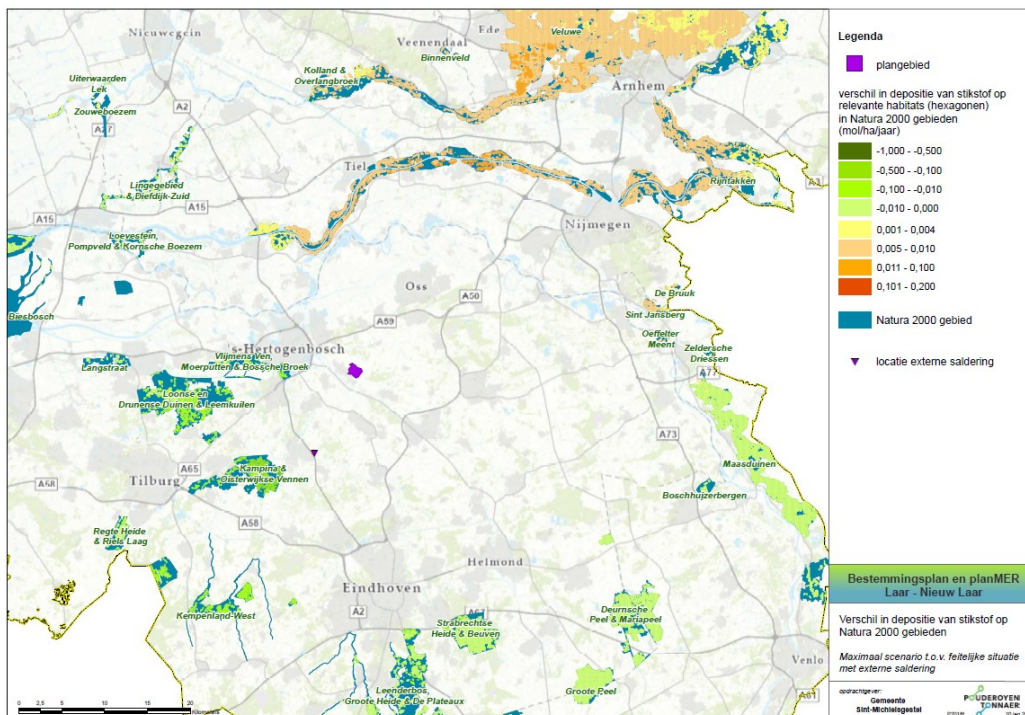 Nieuwegein
Ede
Veluwe
Veenendaal
Binnenveld
Kolland &
Overlangbroek
Arnhem
Uiterwaarden
Lek
Zouweboezem
A2
A27
Tiel
Lingegebied
& Diefdijk-Zuid
Rijntakken
A3
A15
A15
Nijmegen
Loevestein,
Pompveld & Kornsche Boezem
Oss
A50
De Bruuk
Sint Jansberg
Biesbosch
A59
Oeffelter
Meent
Zeldersche
Driessen
's-Hertogenbosch
Vlijmens Ven,
Moerputten & Bossche Broek
Langstraat
A77
Loonse en
Drunense Duinen & Leemkuilen
A73
Maasduinen
A65
Kampina &
Oisterwijkse Vennen
Tilburg
A58
Boschhuizerbergen
A58
Regte Heide
& Riels Laag
Helmond
Eindhoven
Kempenland-West
A2
A67
Strabrechtse
Heide & Beuven
Deurnsche
Peel & Mariapeel
Venlo
Leenderbos,
Groote Heide & De Plateaux
Groote Peel
A61
0 2,5 5 10 15 20
Kilometers
Legenda
plangebied
verschil in depositie van stikstof op
relevante habitats (hexagonen)
in Natura 2000 gebieden
(mol/ha/jaar)
-1,000 - -0,500
-0,500 - -0,100
-0,100 - -0,010
-0,010 - 0,000
0,001 - 0,004
0,005 - 0,010
0,011 - 0,100
0,101 - 0,200
Natura 2000 gebied
locatie externe saldering
Bestemmingsplan en planMER
Laar - Nieuw Laar
Verschil in depositie van stikstof op
Natura 2000 gebieden
Maximaal scenario t.o.v. feitelijke situatie
met externe saldering
opdrachtgever:
Gemeente
Sint-Michielsgestel
POUDEROYEN
TONNAER